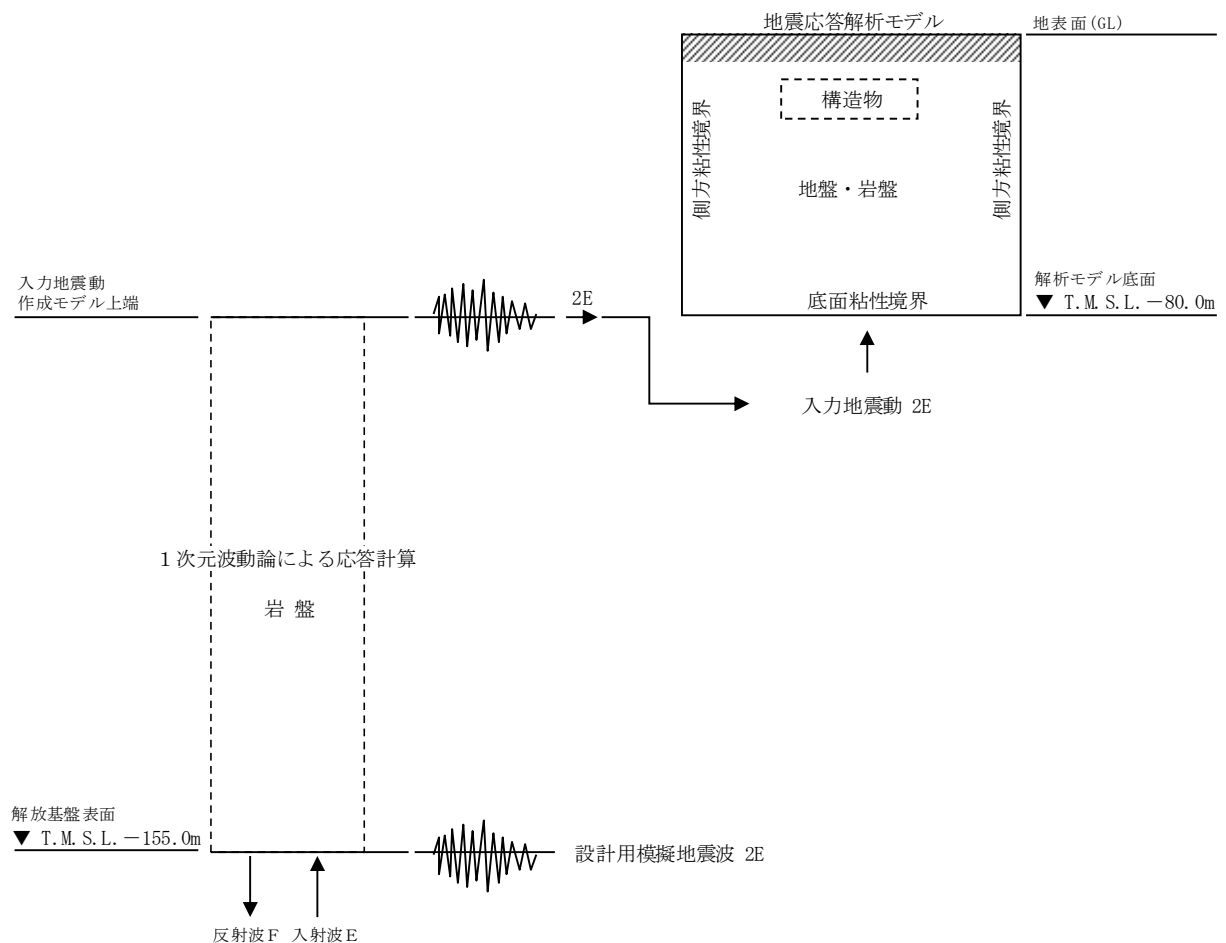 地震応答解析モデル
地表面(GL)
構造物
側方粘性境界
側方粘性境界
地盤・岩盤
底面粘性境界
解析モデル底面
▼ T.M.S.L.－80.0m
入力地震動
作成モデル上端
2E
入力地震動 2E
1次元波動論による応答計算
岩 盤
解放基盤表面
▼ T.M.S.L.－155.0m
設計用模擬地震波 2E
反射波F 入射波E